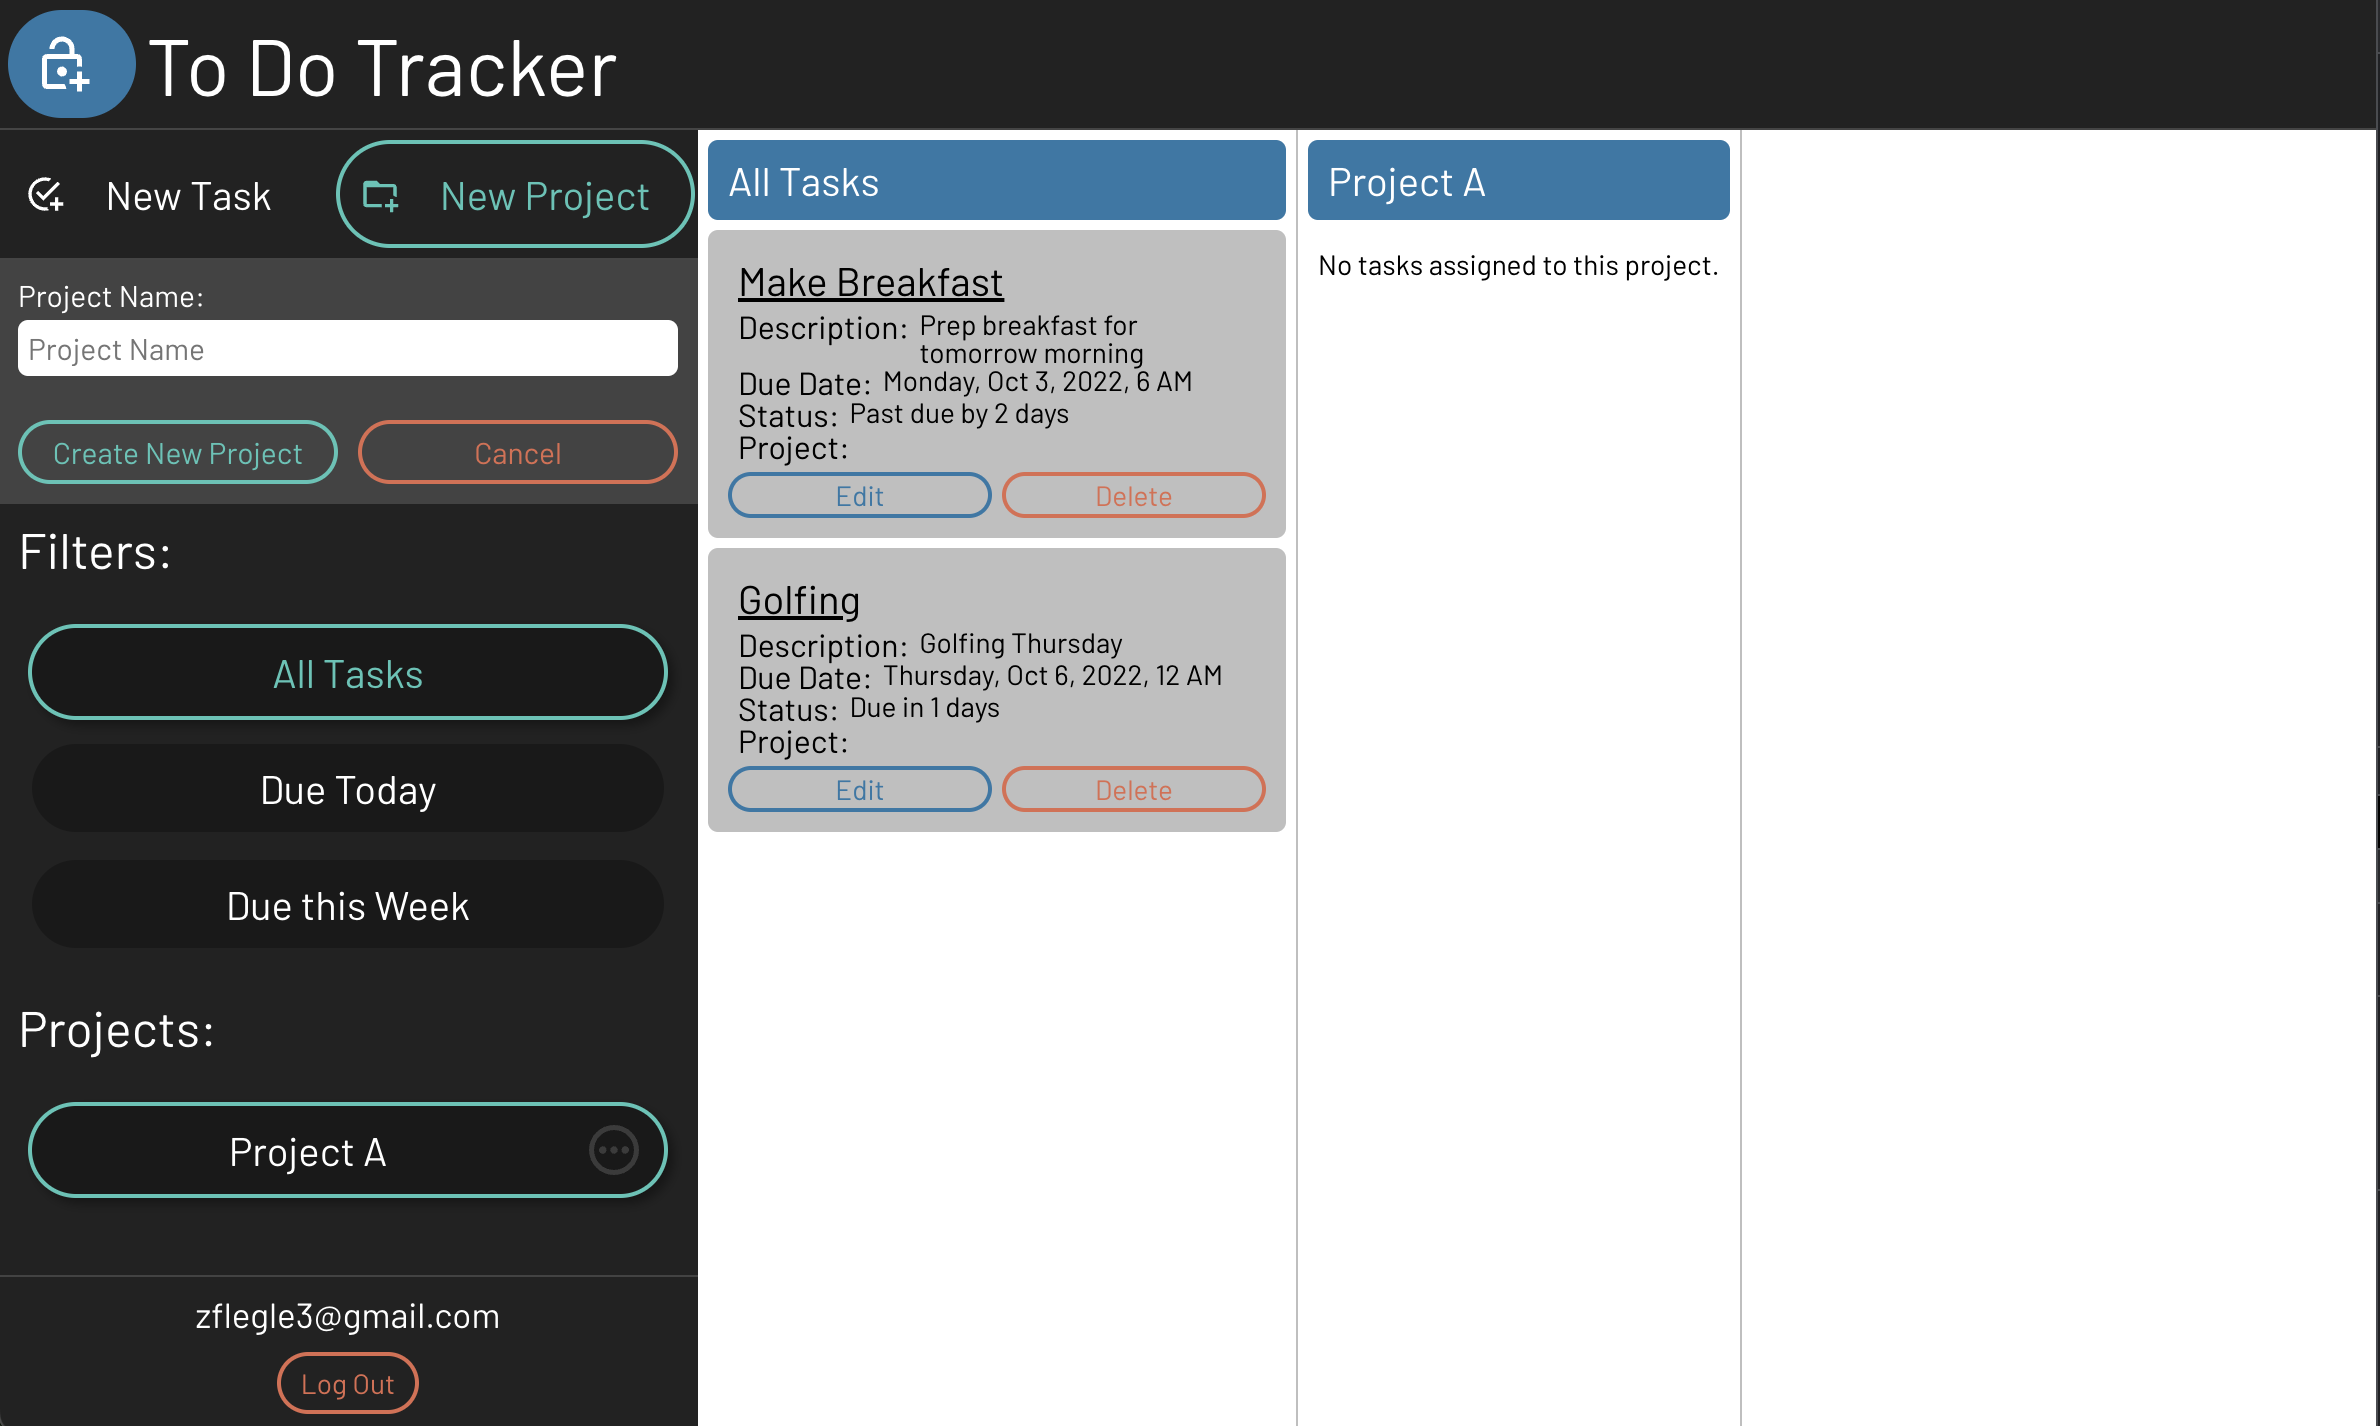 To Do Tracker
New Task
New Project
Project Name:
Project Name
Create New Project
Cancel
Filters:
All Tasks
Due Today
Due this Week
Projects:
Project A
zflegle3@gmail.com
Log Out
All Tasks
Make Breakfast
Description: Prep breakfast for
tomorrow morning
Due Date: Monday, Oct 3, 2022, 6 AM
Status: Past due by 2 days
Project:
Edit
Delete
Golfing
Description: Golfing Thursday
Due Date: Thursday, Oct 6, 2022, 12 AM
Status: Due in 1 days
Project:
Edit
Delete
Project A
No tasks assigned to this project.